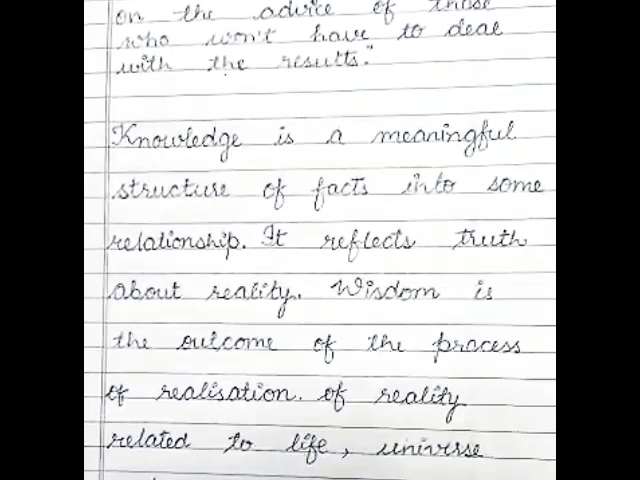 on the advice of those
who won't have to deal
with the results."
Knowledge is a meaningful
structure of facts into some
relationship. It reflects truth
about reality. Wisdom is
the outcome of the process
of realisation. of reality
related to life, universe